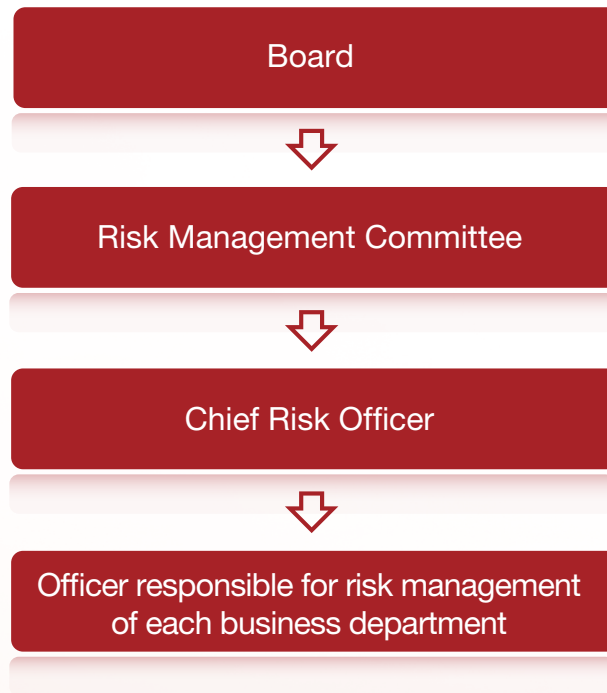 Board
Risk Management Committee
Chief Risk Officer
Officer responsible for risk management
of each business department